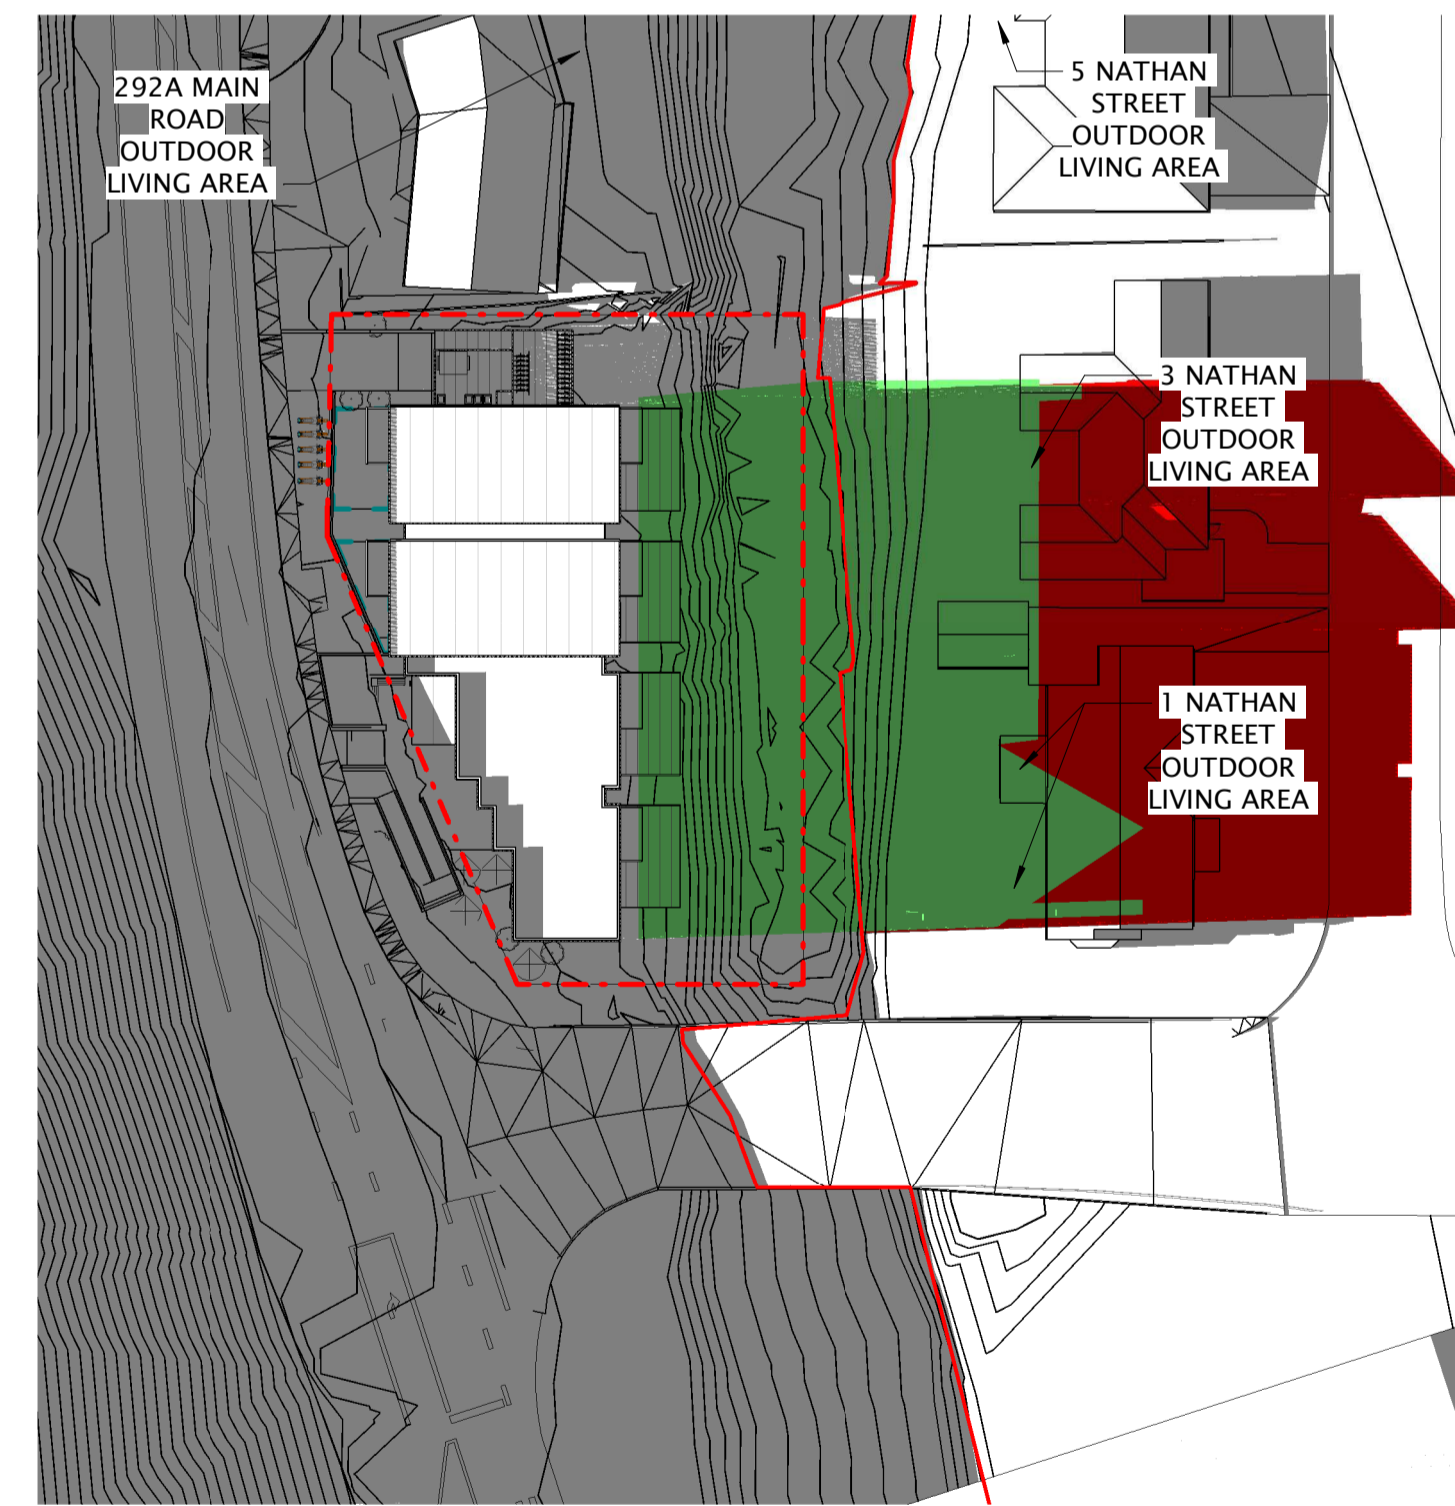 292A MAIN
ROAD
OUTDOOR
LIVING AREA
5 NATHAN
STREET
OUTDOOR
LIVING AREA
3 NATHAN
STREET
OUTDOOR
LIVING AREA
1 NATHAN
STREET
OUTDOOR
LIVING AREA